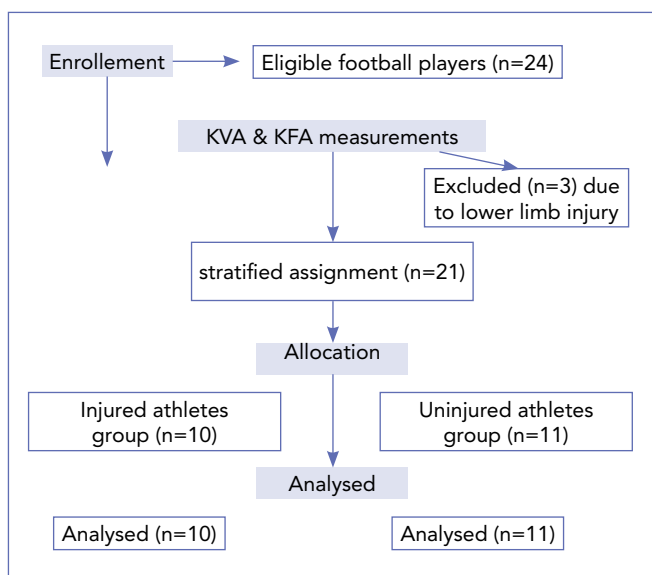 Enrollement
Eligible football players (n=24)
KVA & KFA measurements
Excluded (n=3) due
to lower limb injury
stratified assignment (n=21)
Allocation
Injured athletes
group (n=10)
Uninjured athletes
group (n=11)
Analysed
Analysed (n=10)
Analysed (n=11)